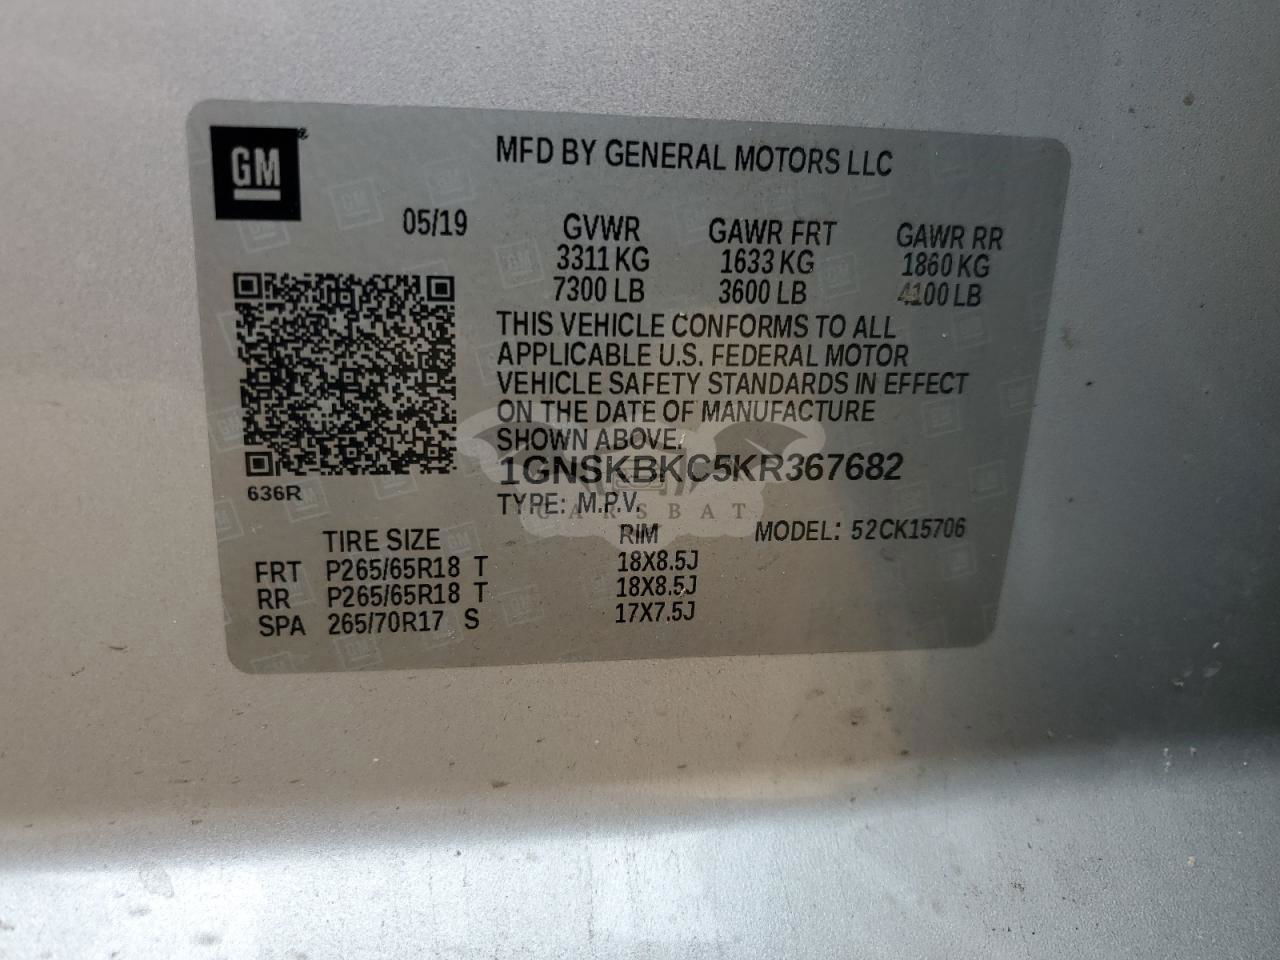 GM
MFD BY GENERAL MOTORS LLC
05/19
GVWR GAWR FRT GAWR RR
3311 KG 1633 KG 1860 KG
7300 LB 3600 LB 4100 LB
THIS VEHICLE CONFORMS TO ALL
APPLICABLE U.S. FEDERAL MOTOR
VEHICLE SAFETY STANDARDS IN EFFECT
ON THE DATE OF MANUFACTURE
SHOWN ABOVE.
1GNSKBKC5KR367682
636R
TYPE: M.P.V.
CARSBAT
MODEL: 52CK15706
TIRE SIZE RIM
FRT P265/65R18 T 18X8.5J
RR P265/65R18 T 18X8.5J
SPA 265/70R17 S 17X7.5J